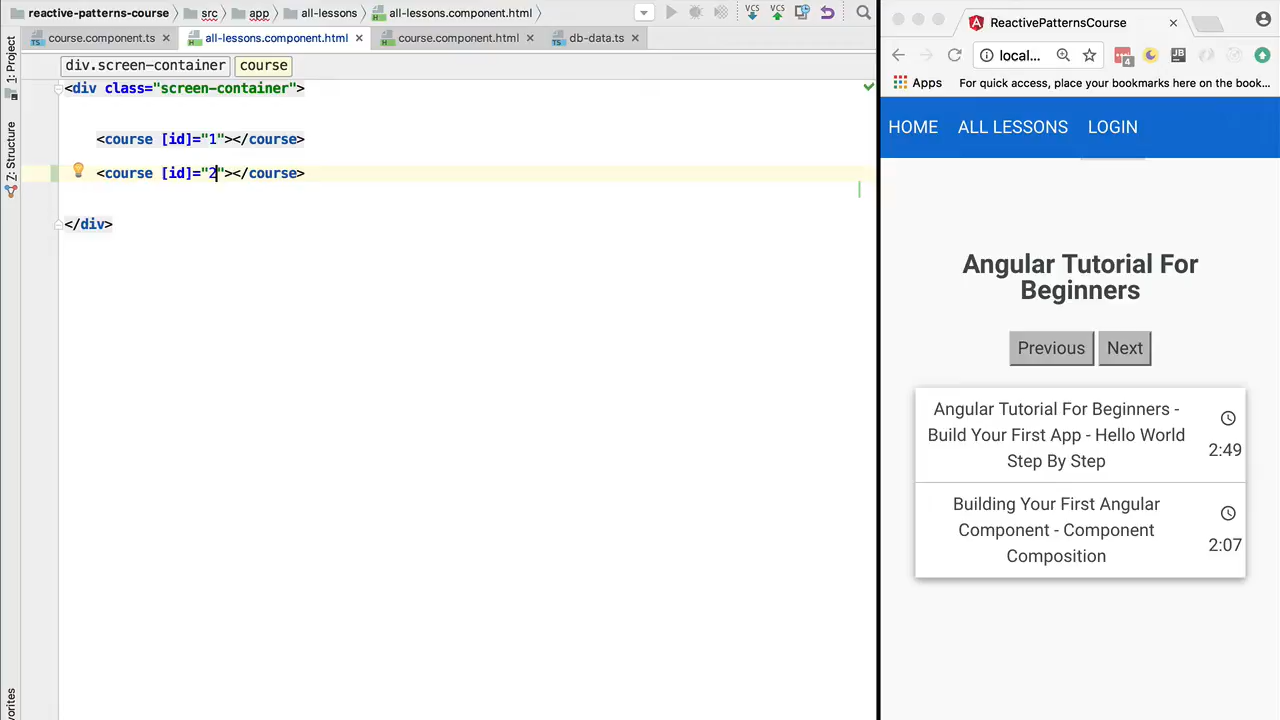 reactive-patterns-course src app all-lessons all-lessons.component.html
VCS VCS
course.component.ts all-lessons.component.html course.component.html db-data.ts
1: Project
Z: Structure
div.screen-container course
<div class="screen-container">
<course [id]="1"></course>
<course [id]="2"></course>
</div>
ReactivePatternsCourse
local...
4
JB
Apps For quick access, place your bookmarks here on the book...
HOME ALL LESSONS LOGIN
Angular Tutorial For
Beginners
Previous Next
Angular Tutorial For Beginners -
Build Your First App - Hello World
Step By Step
2:49
Building Your First Angular
Component - Component
Composition
2:07